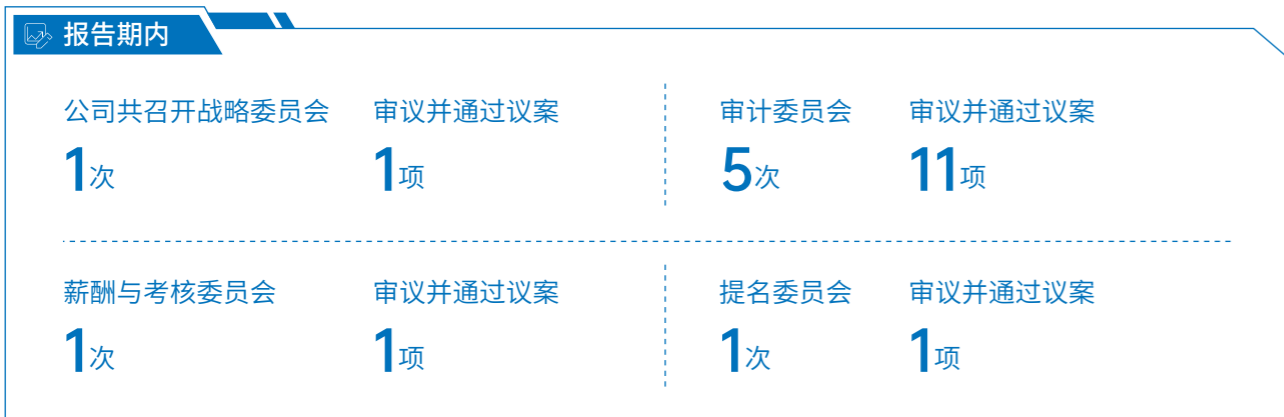 报告期内
公司共召开战略委员会 审议并通过议案
1次 1项
审计委员会 审议并通过议案
5次 11项
薪酬与考核委员会 审议并通过议案
1次 1项
提名委员会 审议并通过议案
1次 1项